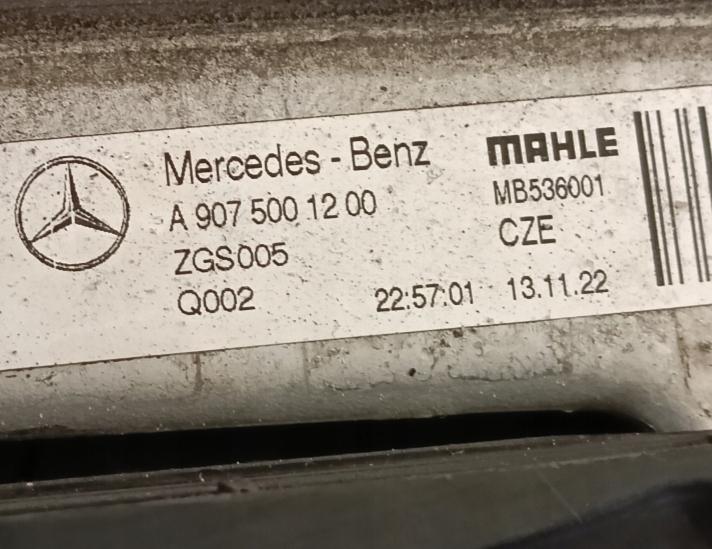 Mercedes - Benz
A 907 500 12 00
ZGS005
Q002
MAHLE
MB536001
CZE
22:57:01 13.11.22